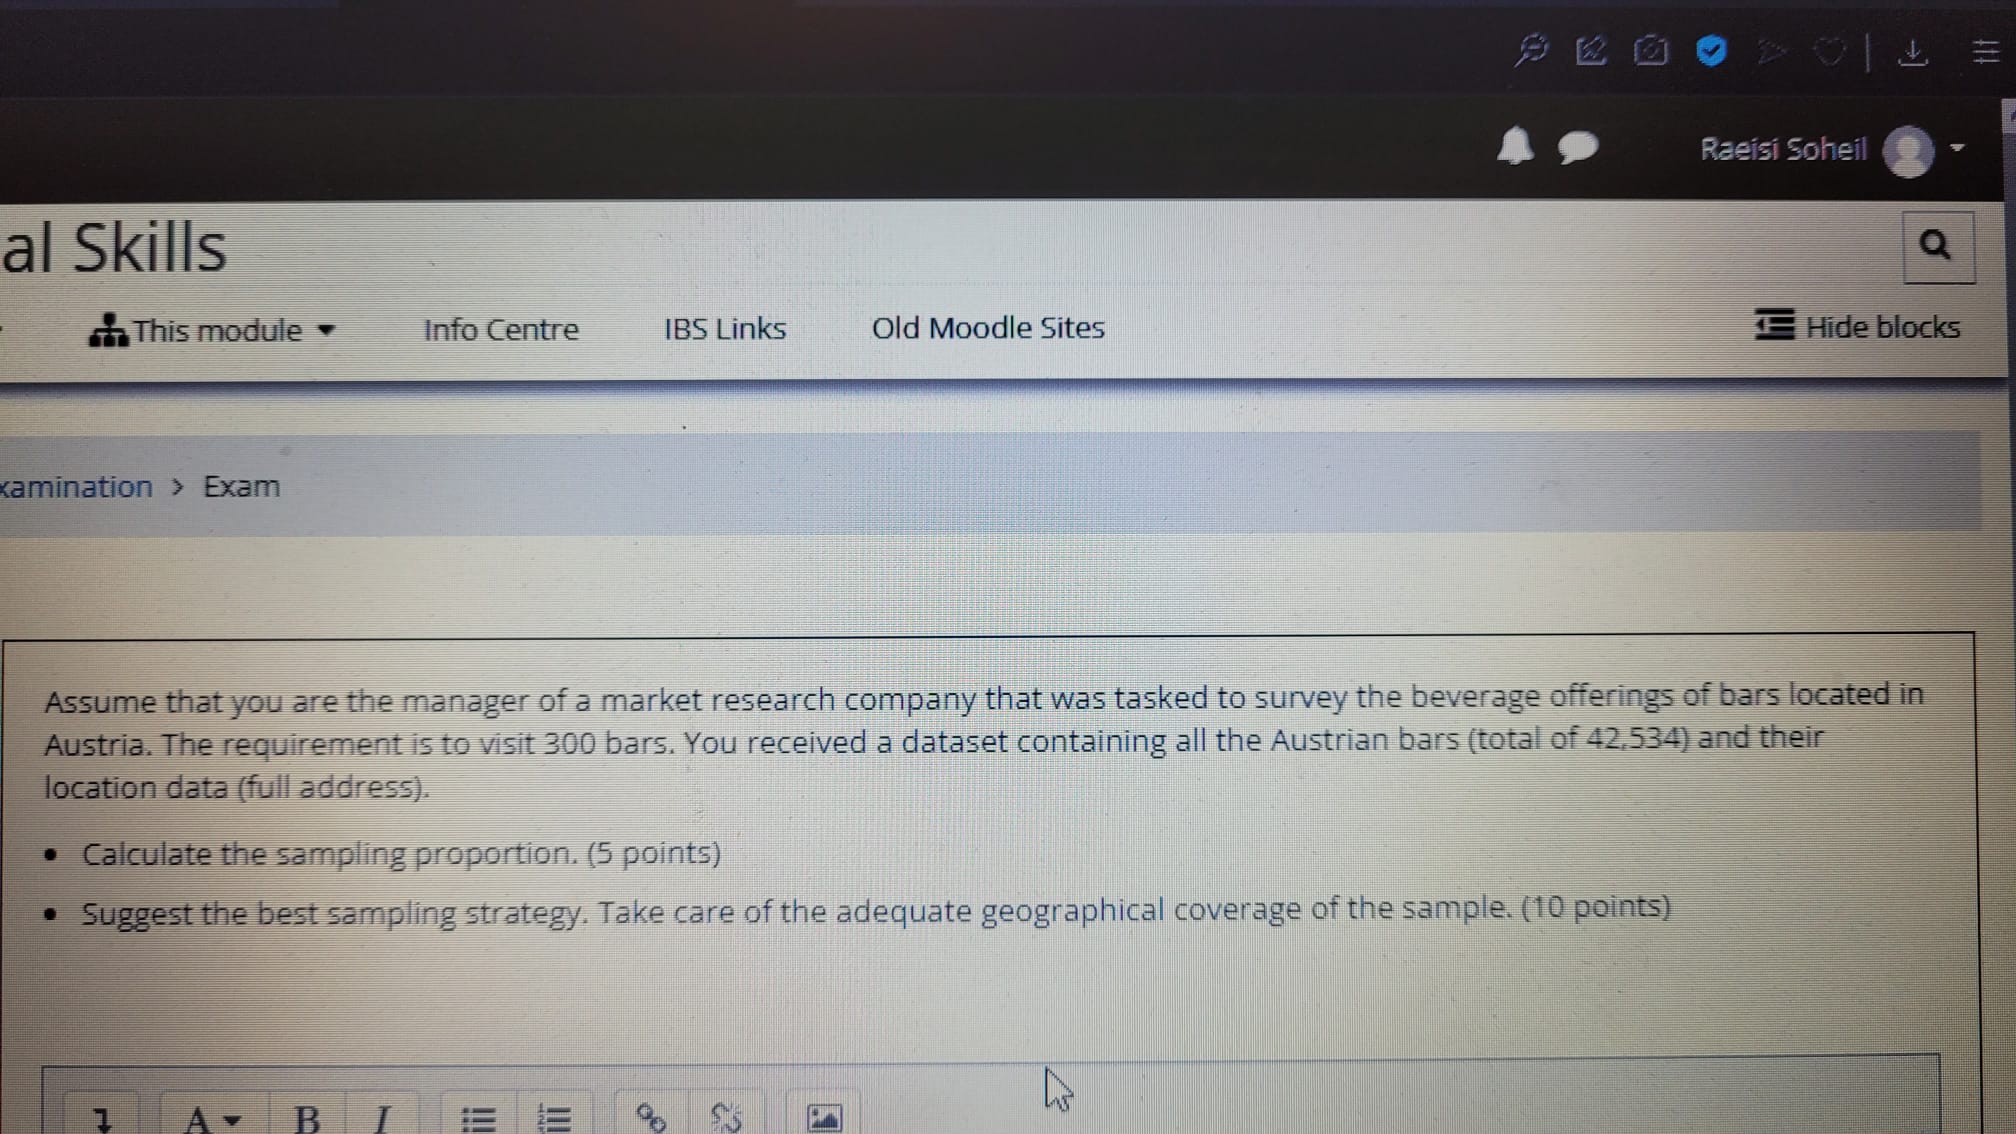 Raeisi Soheil
al Skills
This module
Info Centre
IBS Links
Old Moodle Sites
Hide blocks
xamination > Exam
Assume that you are the manager of a market research company that was tasked to survey the beverage offerings of bars located in
Austria. The requirement is to visit 300 bars. You received a dataset containing all the Austrian bars (total of 42,534) and their
location data (full address).
• Calculate the sampling proportion. (5 points)
• Suggest the best sampling strategy. Take care of the adequate geographical coverage of the sample. (10 points)
A B I